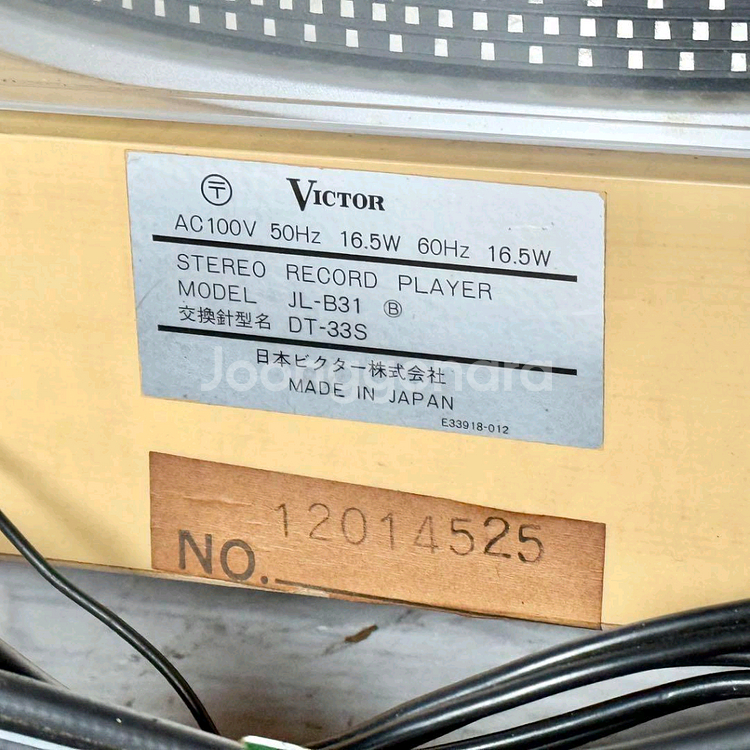 〒 VICTOR
AC100V 50Hz 16.5W 60Hz 16.5W
STEREO RECORD PLAYER
MODEL JL-B31 Ⓑ
交換針型名 DT-33S
日本ビクター株式会社
Joonggonara
MADE IN JAPAN
E33918-012
NO. 12014525